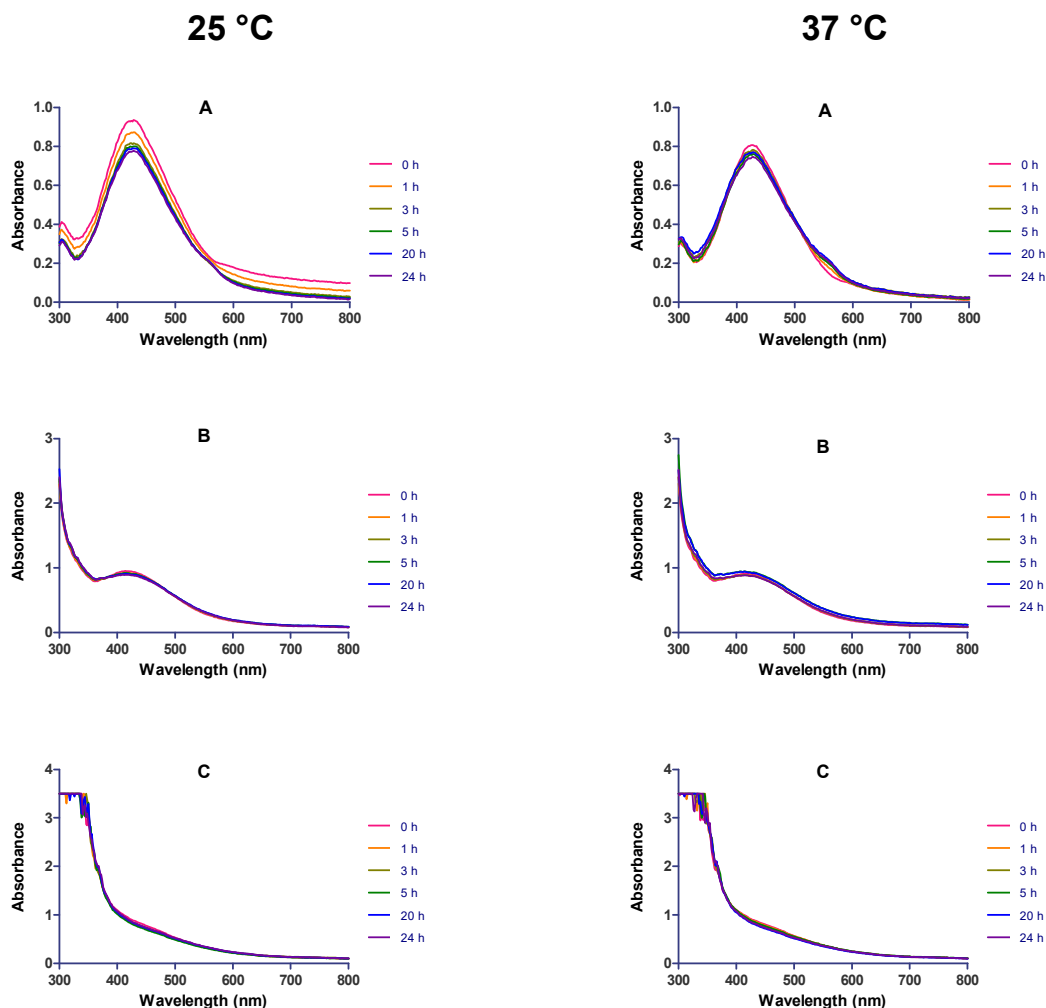 25 °C
37 °C
A
1.0
0.8
0.6
0.4
0.2
0.0
Absorbance
300 400 500 600 700 800
Wavelength (nm)
0 h
1 h
3 h
5 h
20 h
24 h
A
1.0
0.8
0.6
0.4
0.2
0.0
Absorbance
300 400 500 600 700 800
Wavelength (nm)
0 h
1 h
3 h
5 h
20 h
24 h
B
3
2
1
0
Absorbance
300 400 500 600 700 800
Wavelength (nm)
0 h
1 h
3 h
5 h
20 h
24 h
B
3
2
1
0
Absorbance
300 400 500 600 700 800
Wavelength (nm)
0 h
1 h
3 h
5 h
20 h
24 h
C
4
3
2
1
0
Absorbance
300 400 500 600 700 800
Wavelength (nm)
0 h
1 h
3 h
5 h
20 h
24 h
C
4
3
2
1
0
Absorbance
300 400 500 600 700 800
Wavelength (nm)
0 h
1 h
3 h
5 h
20 h
24 h